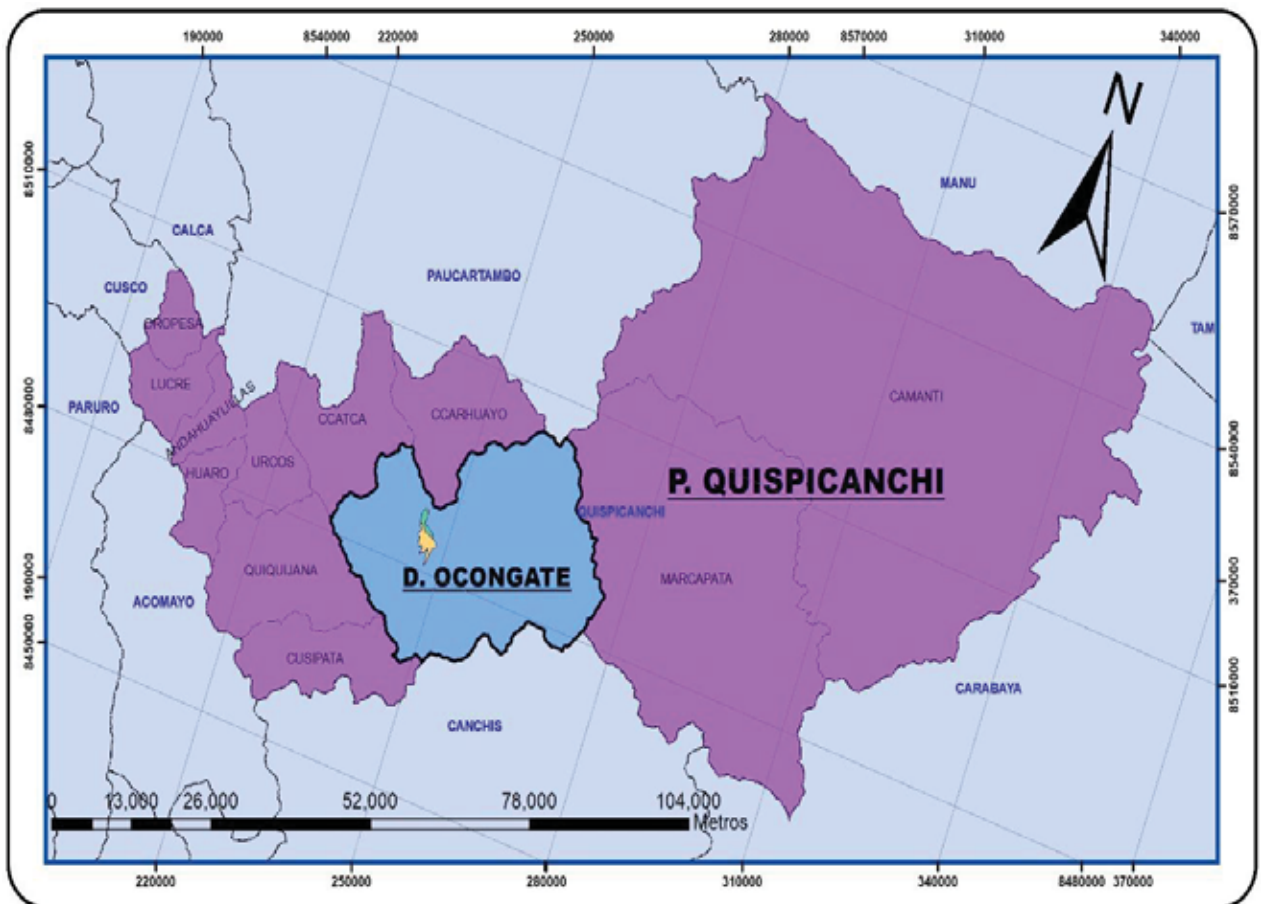 190000 8540000 220000 250000 280000 8570000 310000 340000
N
8510000
MANU
8570000
CALCA
PAUCARTAMBO
CUSCO
OROPESA
TAM
LUCRE
CAMANTI
8480000
PARURO
ANDAHUAYLILLAS
CCATCA
CCARHUAYO
8540000
HUARO
URCOS
P. QUISPICANCHI
QUISPICANCHI
QUIQUIJANA
D. OCONGATE
MARCAPATA
1190000
370000
ACOMAYO
8450000
CUSIPATA
CARABAYA
8510000
CANCHIS
0 13,000 26,000 52,000 78,000 104,000
Metros
220000 250000 280000 310000 340000 8480000 370000